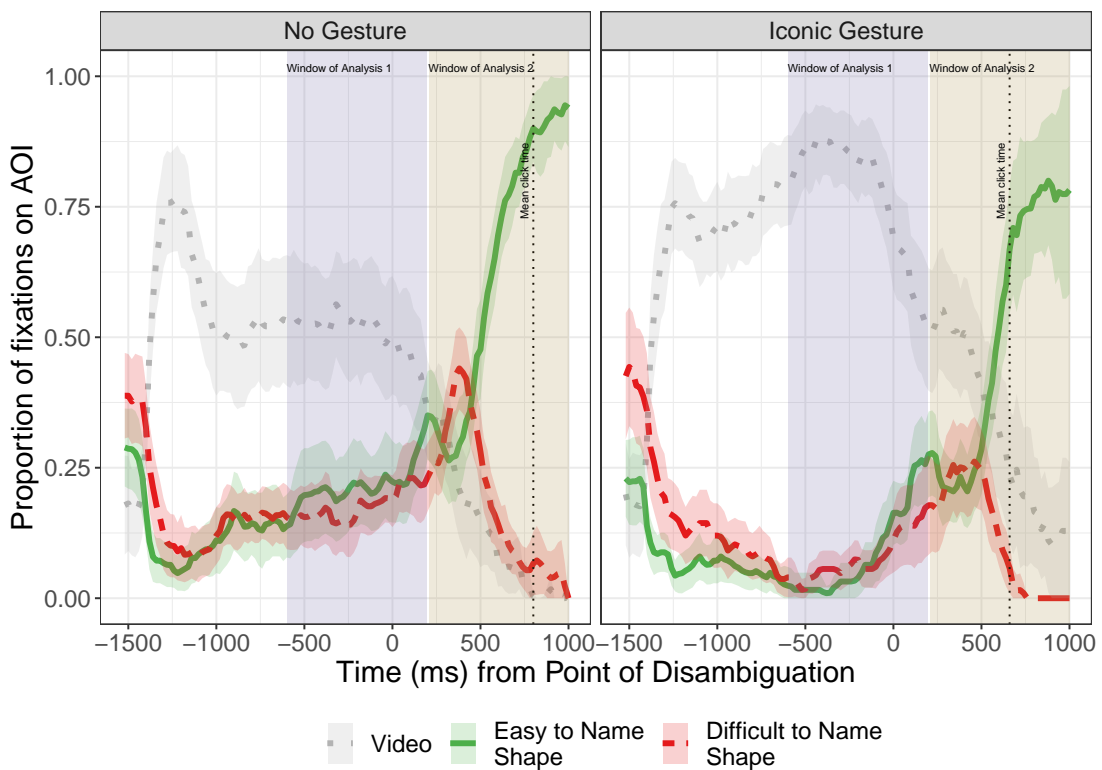 No Gesture
Iconic Gesture
Window of Analysis 1
Window of Analysis 2
Window of Analysis 1
Window of Analysis 2
Mean click time
Mean click time
Proportion of fixations on AOI
1.00
0.75
0.50
0.25
0.00
−1500 −1000 −500 0 500 1000
−1500 −1000 −500 0 500 1000
Time (ms) from Point of Disambiguation
Video
Easy to Name
Shape
Difficult to Name
Shape